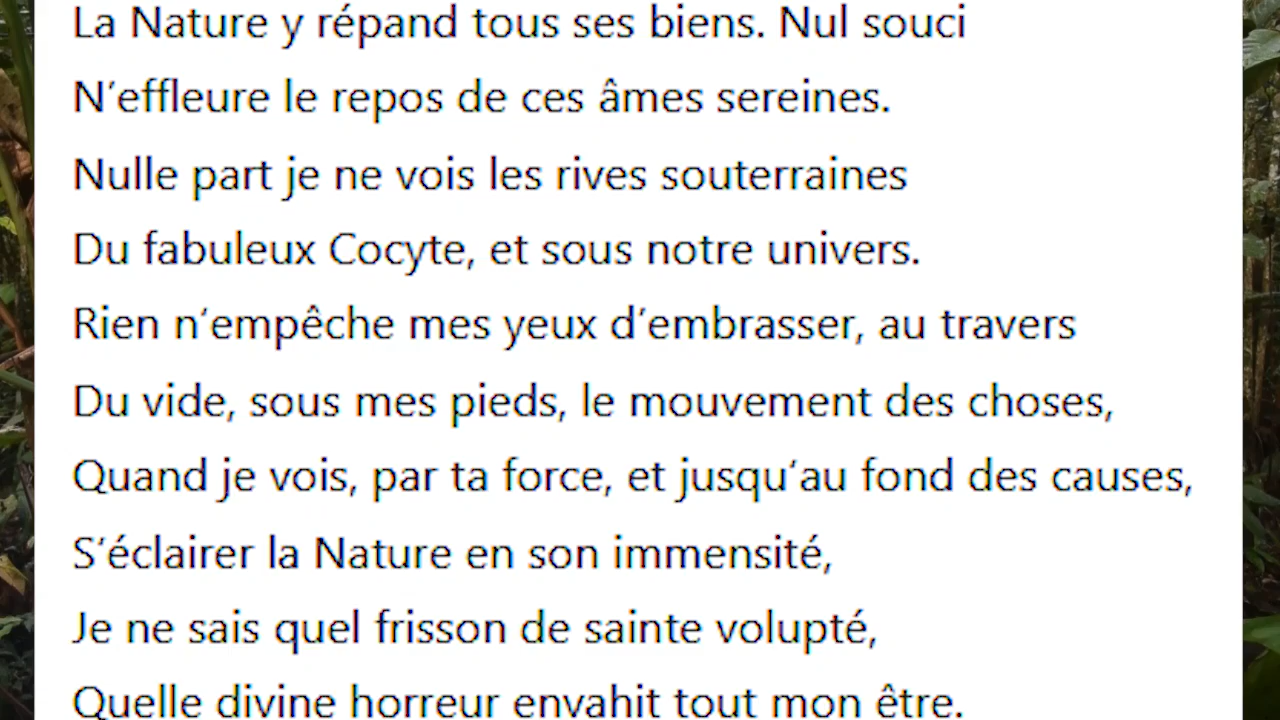 La Nature y répand tous ses biens. Nul souci
N’effleure le repos de ces âmes sereines.
Nulle part je ne vois les rives souterraines
Du fabuleux Cocyte, et sous notre univers.
Rien n’empêche mes yeux d’embrasser, au travers
Du vide, sous mes pieds, le mouvement des choses,
Quand je vois, par ta force, et jusqu’au fond des causes,
S’éclairer la Nature en son immensité,
Je ne sais quel frisson de sainte volupté,
Quelle divine horreur envahit tout mon être.